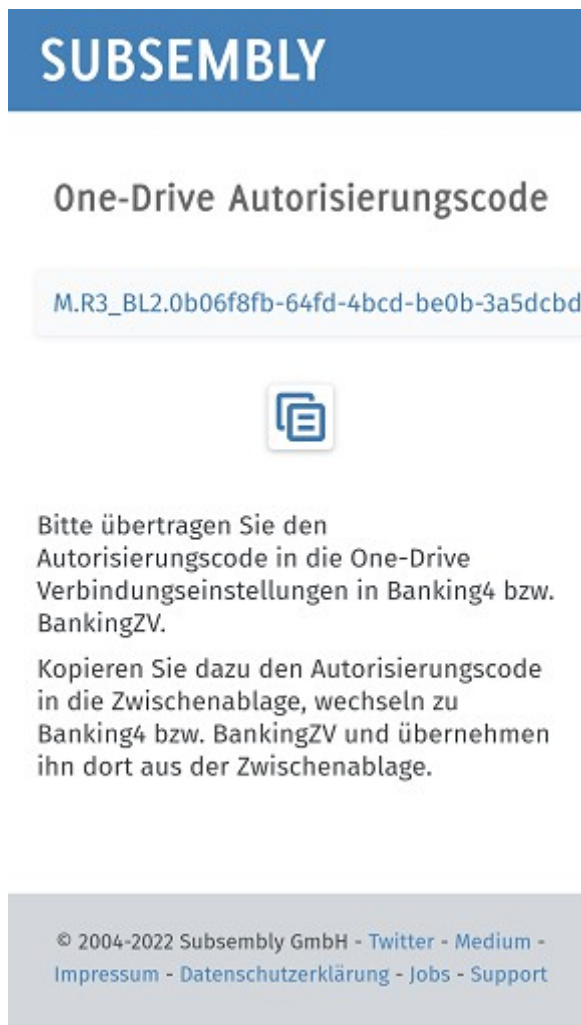 SUBSEMBLY
One-Drive Autorisierungscode
M.R3_BL2.0b06f8fb-64fd-4bcd-be0b-3a5dcbd
Bitte übertragen Sie den
Autorisierungscode in die One-Drive
Verbindungseinstellungen in Banking4 bzw.
BankingZV.
Kopieren Sie dazu den Autorisierungscode
in die Zwischenablage, wechseln zu
Banking4 bzw. BankingZV und übernehmen
ihn dort aus der Zwischenablage.
© 2004-2022 Subsembly GmbH - Twitter - Medium -
Impressum - Datenschutzerklärung - Jobs - Support